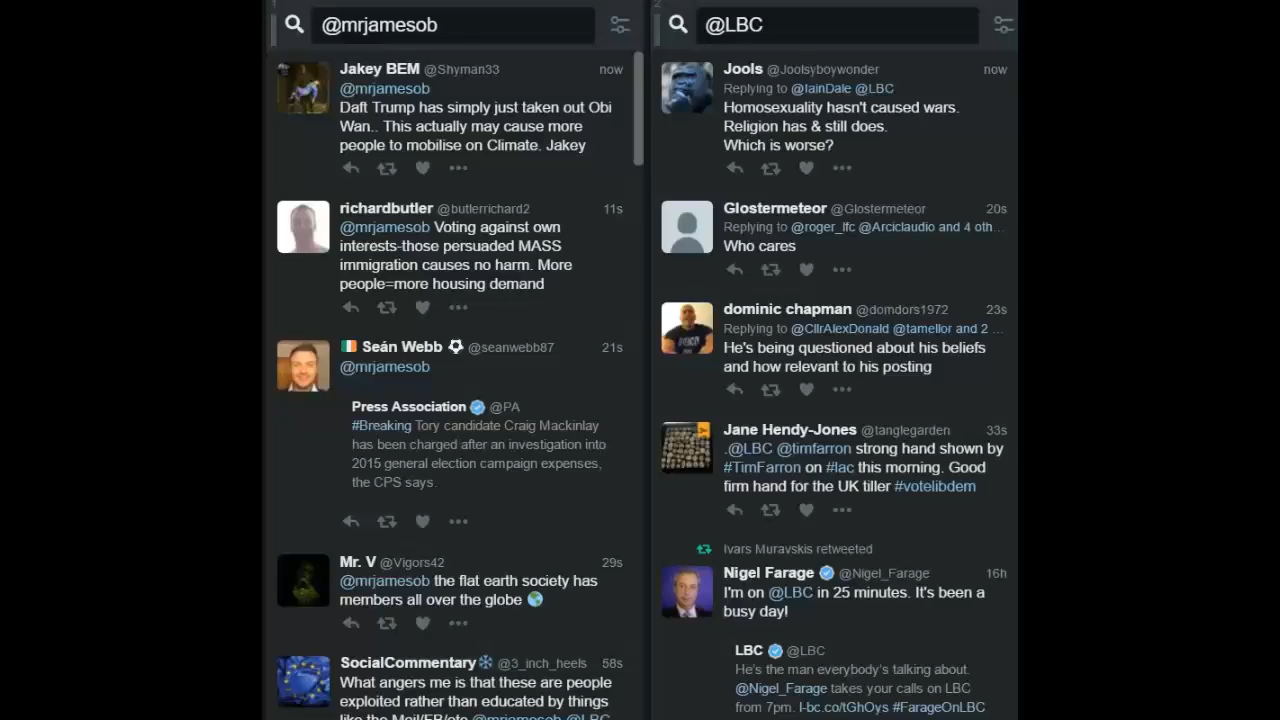 1
@mrjamesob
Jakey BEM @Shyman33 now
@mrjamesob
Daft Trump has simply just taken out Obi
Wan.. This actually may cause more
people to mobilise on Climate. Jakey
richardbutler @butlerrichard2 11s
@mrjamesob Voting against own
interests-those persuaded MASS
immigration causes no harm. More
people=more housing demand
Seán Webb @seanwebb87 21s
@mrjamesob
Press Association @PA
#Breaking Tory candidate Craig Mackinlay
has been charged after an investigation into
2015 general election campaign expenses,
the CPS says.
Mr. V @Vigors42 29s
@mrjamesob the flat earth society has
members all over the globe 🌎
SocialCommentary @3_inch_heels 58s
What angers me is that these are people
exploited rather than educated by things
like the Mail/FB/etc @mrjamesob @LBC
2
@LBC
Jools @Joolsyboywonder now
Replying to @IainDale @LBC
Homosexuality hasn't caused wars.
Religion has & still does.
Which is worse?
Glostermeteor @Glostermeteor 20s
Replying to @roger_lfc @Arciclaudio and 4 oth...
Who cares
dominic chapman @domdors1972 23s
Replying to @CllrAlexDonald @tamellor and 2 ...
He's being questioned about his beliefs
and how relevant to his posting
Jane Hendy-Jones @tanglegarden 33s
.@LBC @timfarron strong hand shown by
#TimFarron on #lac this morning. Good
firm hand for the UK tiller #votelibdem
Ivars Muravskis retweeted
Nigel Farage @Nigel_Farage 16h
I'm on @LBC in 25 minutes. It's been a
busy day!
LBC @LBC
He's the man everybody's talking about.
@Nigel_Farage takes your calls on LBC
from 7pm. l-bc.co/tGhOys #FarageOnLBC